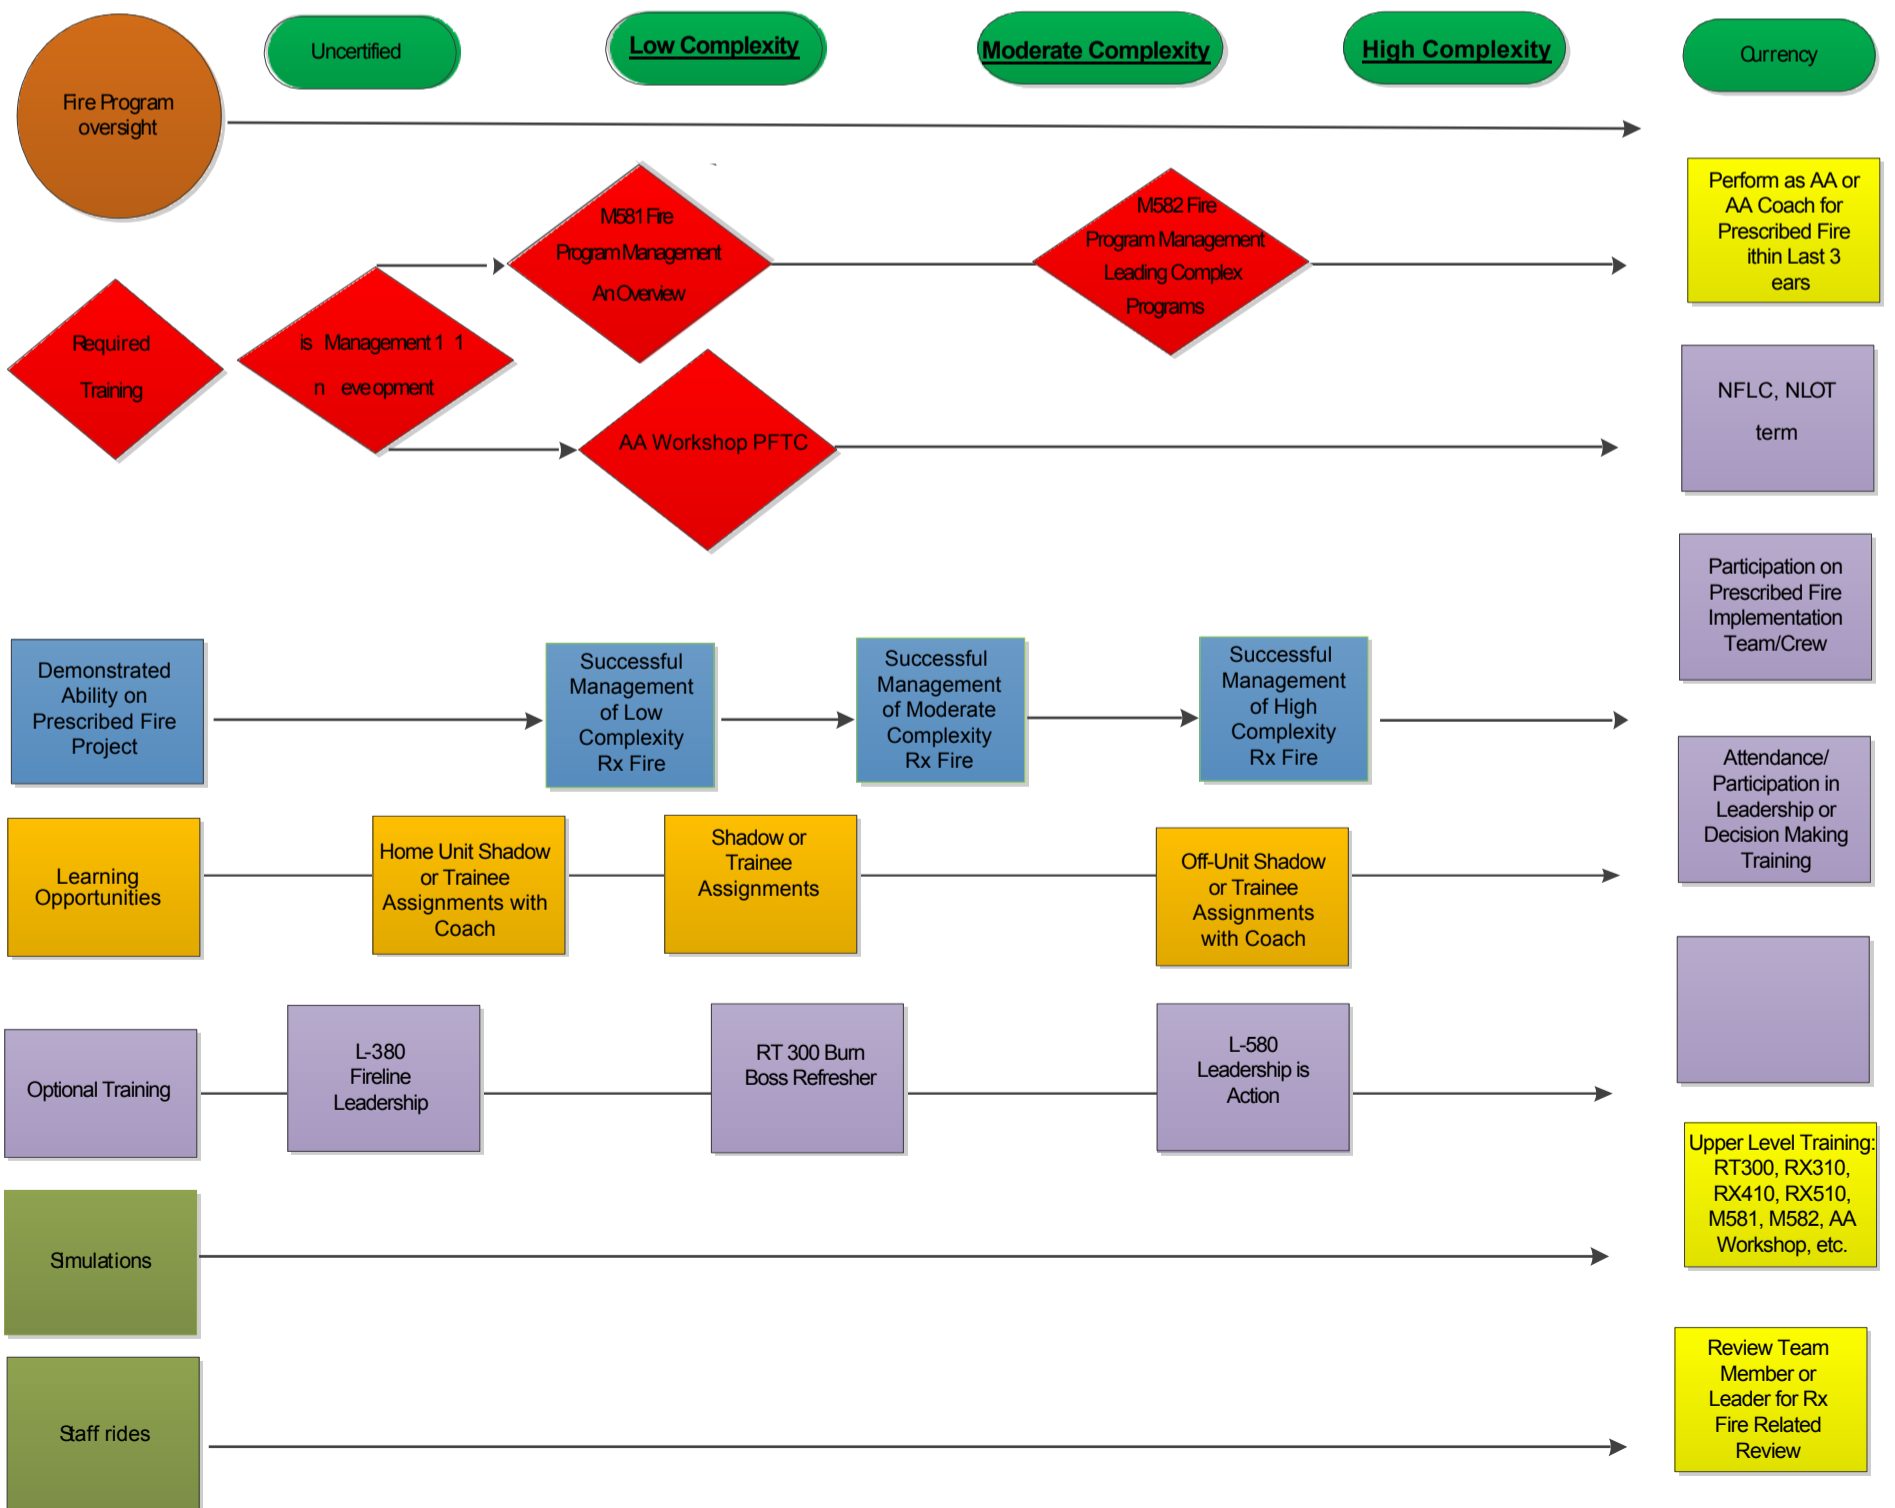 Uncertified
Low Complexity
Moderate Complexity
High Complexity
Currency
Fire Program
oversight
M581 Fire
Program Management
An Overview
M582 Fire
Program Management
Leading Complex
Programs
Perform as AA or
AA Coach for
Prescribed Fire
ithin Last 3
ears
Required
Training
is Management 1 1
n eve opment
AA Workshop PFTC
NFLC, NLOT
term
Participation on
Prescribed Fire
Implementation
Team/Crew
Demonstrated
Ability on
Prescribed Fire
Project
Successful
Management
of Low
Complexity
Rx Fire
Successful
Management
of Moderate
Complexity
Rx Fire
Successful
Management
of High
Complexity
Rx Fire
Attendance/
Participation in
Leadership or
Decision Making
Training
Learning
Opportunities
Home Unit Shadow
or Trainee
Assignments with
Coach
Shadow or
Trainee
Assignments
Off-Unit Shadow
or Trainee
Assignments
with Coach
Optional Training
L-380
Fireline
Leadership
RT 300 Burn
Boss Refresher
L-580
Leadership is
Action
Upper Level Training:
RT300, RX310,
RX410, RX510,
M581, M582, AA
Workshop, etc.
Simulations
Staff rides
Review Team
Member or
Leader for Rx
Fire Related
Review